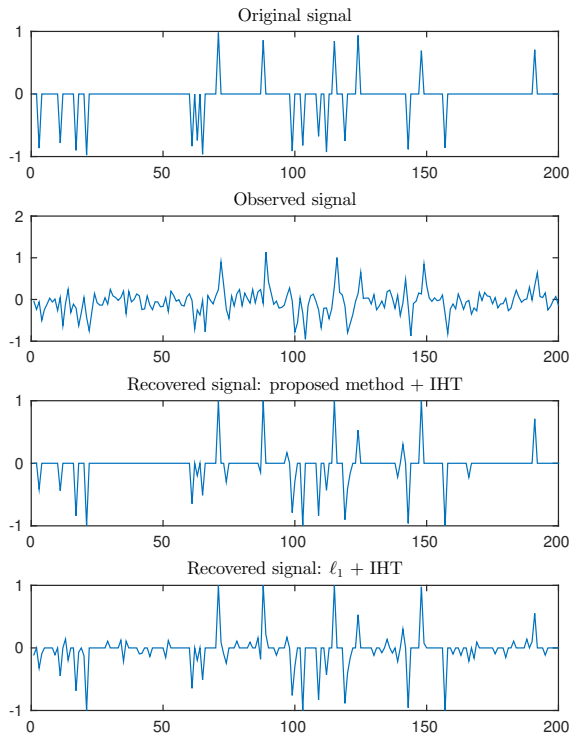 Original signal
1
0
-1
0 50 100 150 200
Observed signal
2
1
0
-1
0 50 100 150 200
Recovered signal: proposed method + IHT
1
0
-1
0 50 100 150 200
Recovered signal: ℓ₁ + IHT
1
0
-1
0 50 100 150 200